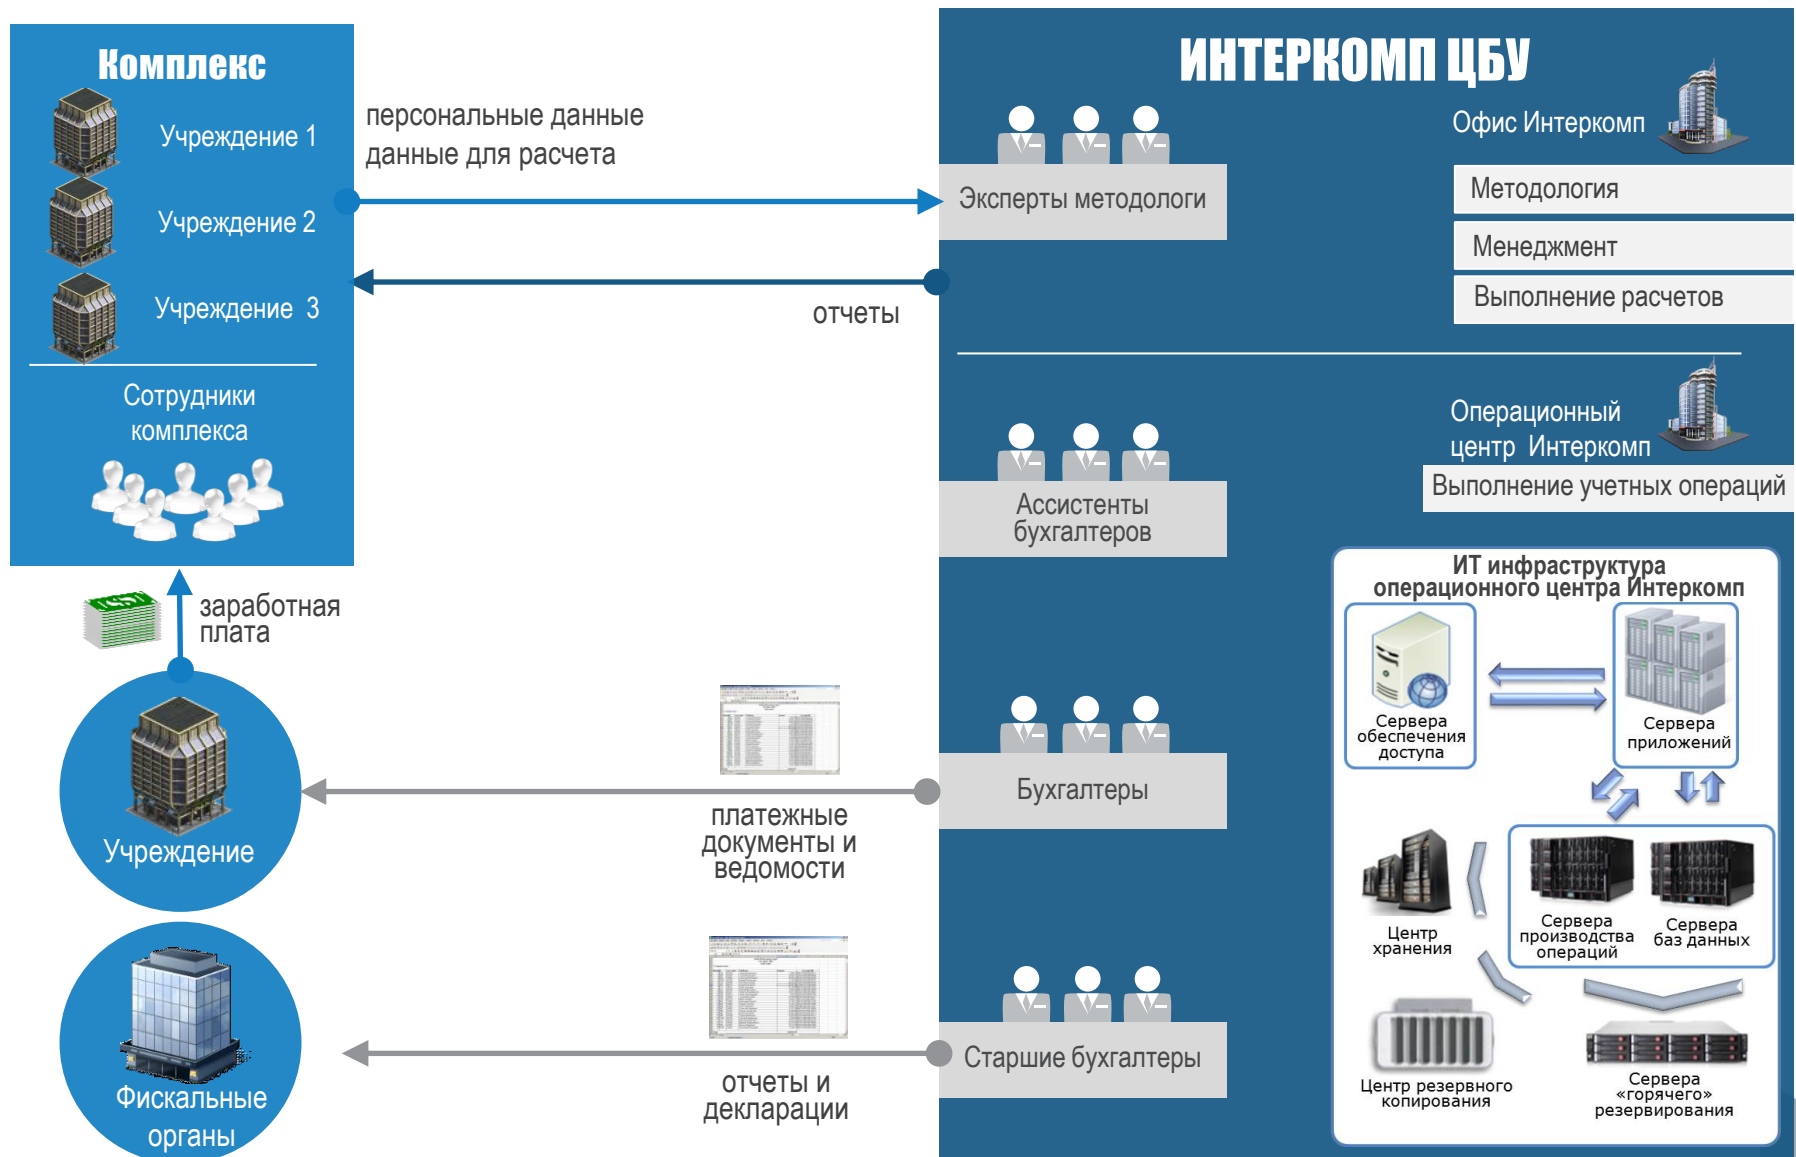 Комплекс
Учреждение 1
Учреждение 2
Учреждение 3
Сотрудники
комплекса
персональные данные
данные для расчета
отчеты
заработная
плата
Учреждение
платежные
документы и
ведомости
Фискальные
органы
отчеты и
декларации
ИНТЕРКОМП ЦБУ
Эксперты методологи
Офис Интеркомп
Методология
Менеджмент
Выполнение расчетов
Ассистенты
бухгалтеров
Операционный
центр Интеркомп
Выполнение учетных операций
Бухгалтеры
Старшие бухгалтеры
ИТ инфраструктура
операционного центра Интеркомп
Сервера
обеспечения
доступа
Сервера
приложений
Центр
хранения
Сервера
производства
операций
Сервера
баз данных
Центр резервного
копирования
Сервера
«горячего»
резервирования